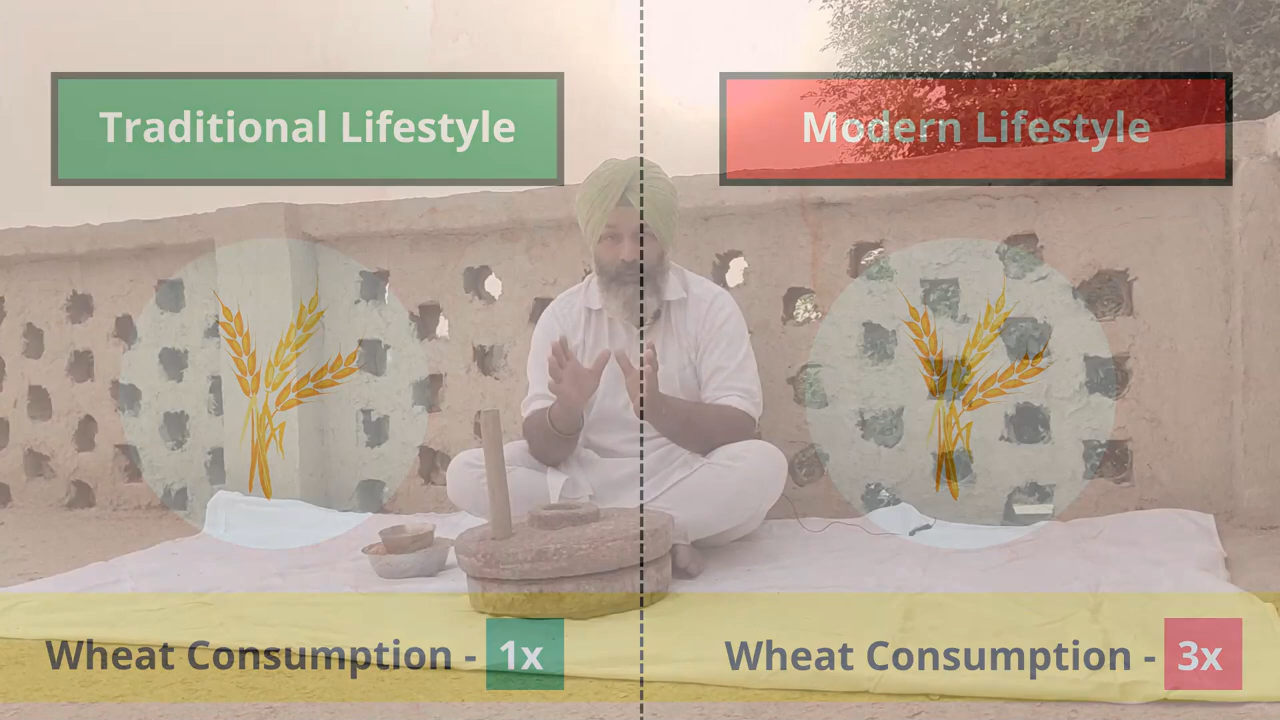 Traditional Lifestyle
Modern Lifestyle
Wheat Consumption - 1x
Wheat Consumption - 3x